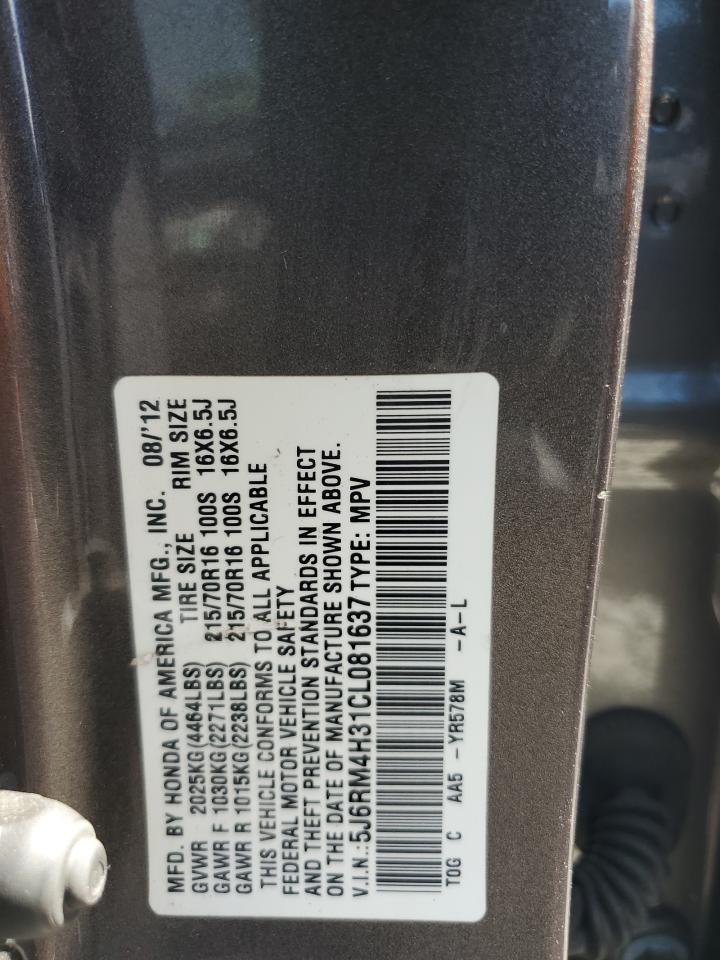 MFD. BY HONDA OF AMERICA MFG., INC. 08/'12
GVWR 2025KG(4464LBS) TIRE SIZE RIM SIZE
GAWR F 1030KG(2271LBS) 215/70R16 100S 16X6.5J
GAWR R 1015KG(2238LBS) 215/70R16 100S 16X6.5J
THIS VEHICLE CONFORMS TO ALL APPLICABLE
FEDERAL MOTOR VEHICLE SAFETY
AND THEFT PREVENTION STANDARDS IN EFFECT
ON THE DATE OF MANUFACTURE SHOWN ABOVE.
V.I.N.:5J6RM4H31CL081637 TYPE: MPV
TOG C AA5 -YR578M -A-L